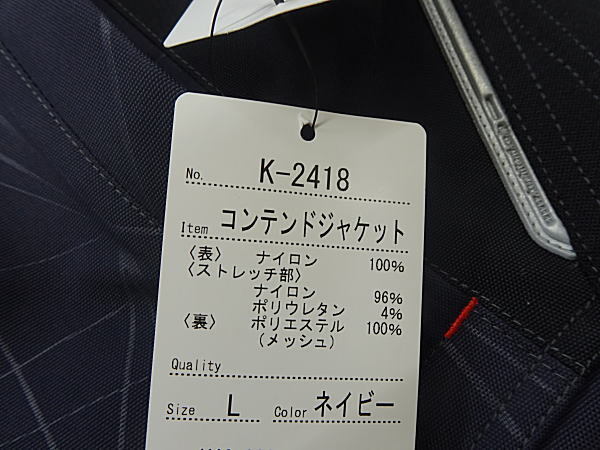 No. K-2418
Item コンテンドジャケット
〈表〉 ナイロン 100%
〈ストレッチ部〉
ナイロン 96%
ポリウレタン 4%
〈裏〉 ポリエステル 100%
(メッシュ)
Quality
Size L Color ネイビー